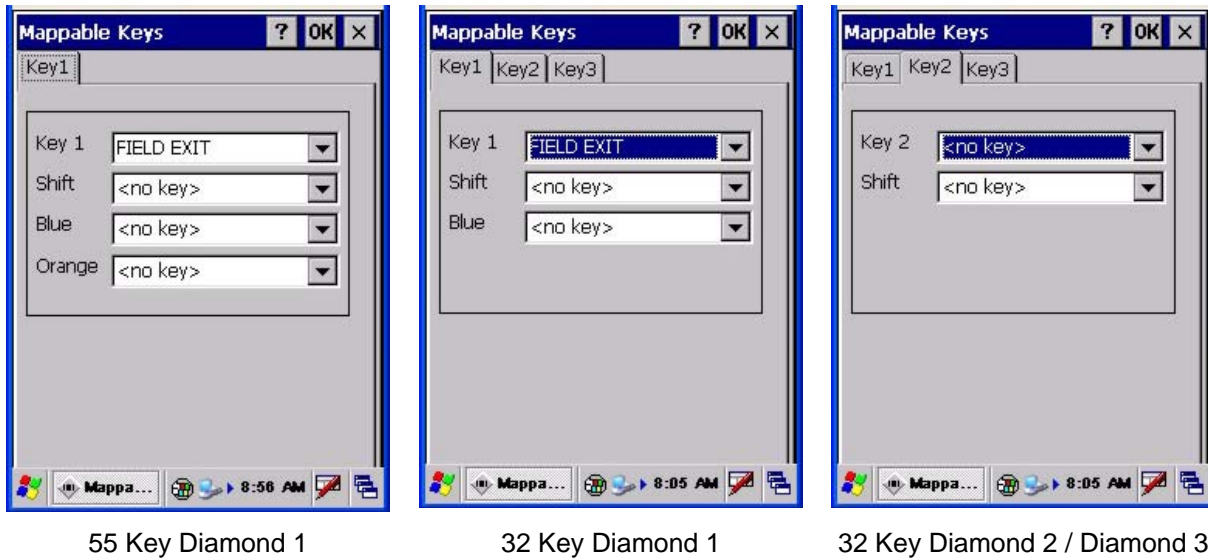 Mappable Keys ? OK ×
Key1
Key 1 FIELD EXIT
Shift <no key>
Blue <no key>
Orange <no key>
Mappa... 8:56 AM
55 Key Diamond 1
Mappable Keys ? OK ×
Key1 Key2 Key3
Key 1 FIELD EXIT
Shift <no key>
Blue <no key>
Mappa... 8:05 AM
32 Key Diamond 1
Mappable Keys ? OK ×
Key1 Key2 Key3
Key 2 <no key>
Shift <no key>
Mappa... 8:05 AM
32 Key Diamond 2 / Diamond 3